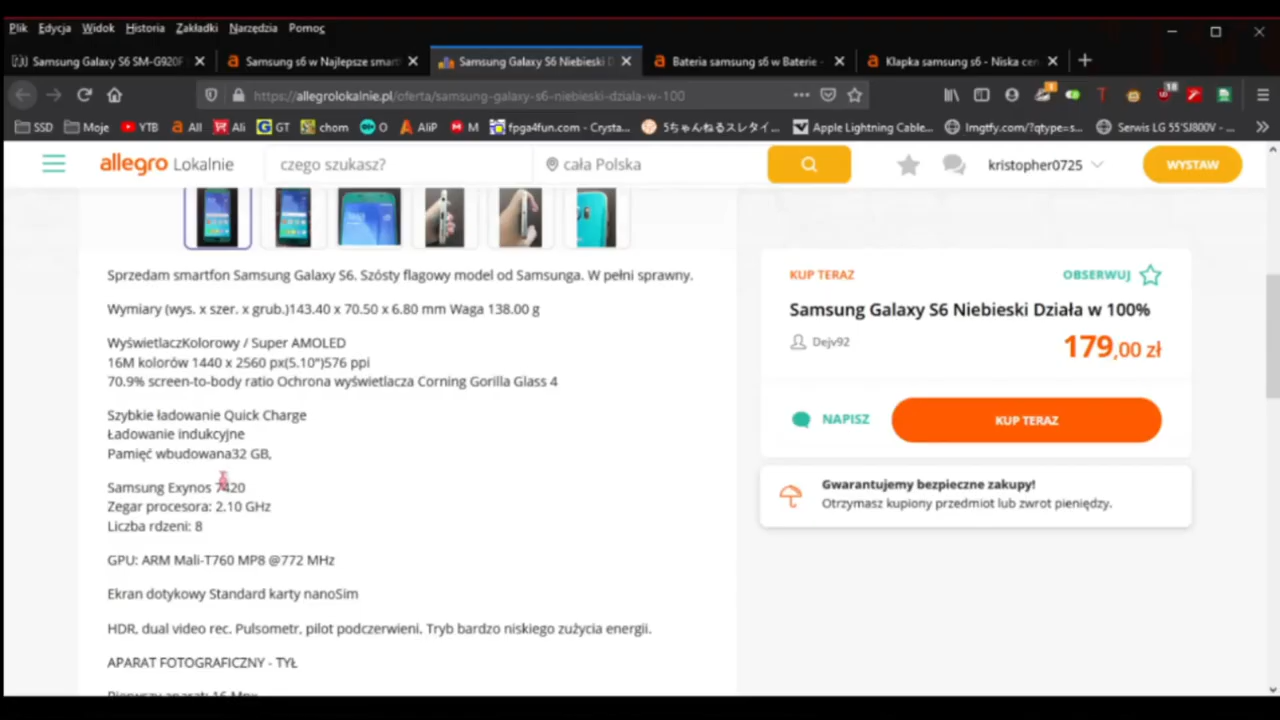 Plik Edycja Widok Historia Zakładki Narzędzia Pomoc
Samsung Galaxy S6 SM-G920F
Samsung s6 w Najlepsze smart
Samsung Galaxy S6 Niebieski D
Bateria samsung s6 w Baterie -
Klapka samsung s6 - Niska cen
https://allegrolokalnie.pl/oferta/samsung-galaxy-s6-niebieski-dziala-w-100
SSD Moje YTB All Ali GT chom O AliP M fpga4fun.com - Crysta... 5ちゃんねるスレタイ... Apple Lightning Cable... lmgtfy.com/?qtype=s... Serwis LG 55'SJ800V - ...
allegro Lokalnie
czego szukasz?
cała Polska
kristopher0725
WYSTAW
Sprzedam smartfon Samsung Galaxy S6. Szósty flagowy model od Samsunga. W pełni sprawny.
Wymiary (wys. x szer. x grub.)143.40 x 70.50 x 6.80 mm Waga 138.00 g
WyświetlaczKolorowy / Super AMOLED
16M kolorów 1440 x 2560 px(5.10")576 ppi
70.9% screen-to-body ratio Ochrona wyświetlacza Corning Gorilla Glass 4
Szybkie ładowanie Quick Charge
Ładowanie indukcyjne
Pamięć wbudowana32 GB,
Samsung Exynos 7420
Zegar procesora: 2.10 GHz
Liczba rdzeni: 8
GPU: ARM Mali-T760 MP8 @772 MHz
Ekran dotykowy Standard karty nanoSim
HDR, dual video rec. Pulsometr, pilot podczerwieni. Tryb bardzo niskiego zużycia energii.
APARAT FOTOGRAFICZNY - TYŁ
Pierwszy aparat: 16 Mpx
KUP TERAZ
OBSERWUJ
Samsung Galaxy S6 Niebieski Działa w 100%
Dejv92
179,00 zł
NAPISZ
KUP TERAZ
Gwarantujemy bezpieczne zakupy!
Otrzymasz kupiony przedmiot lub zwrot pieniędzy.